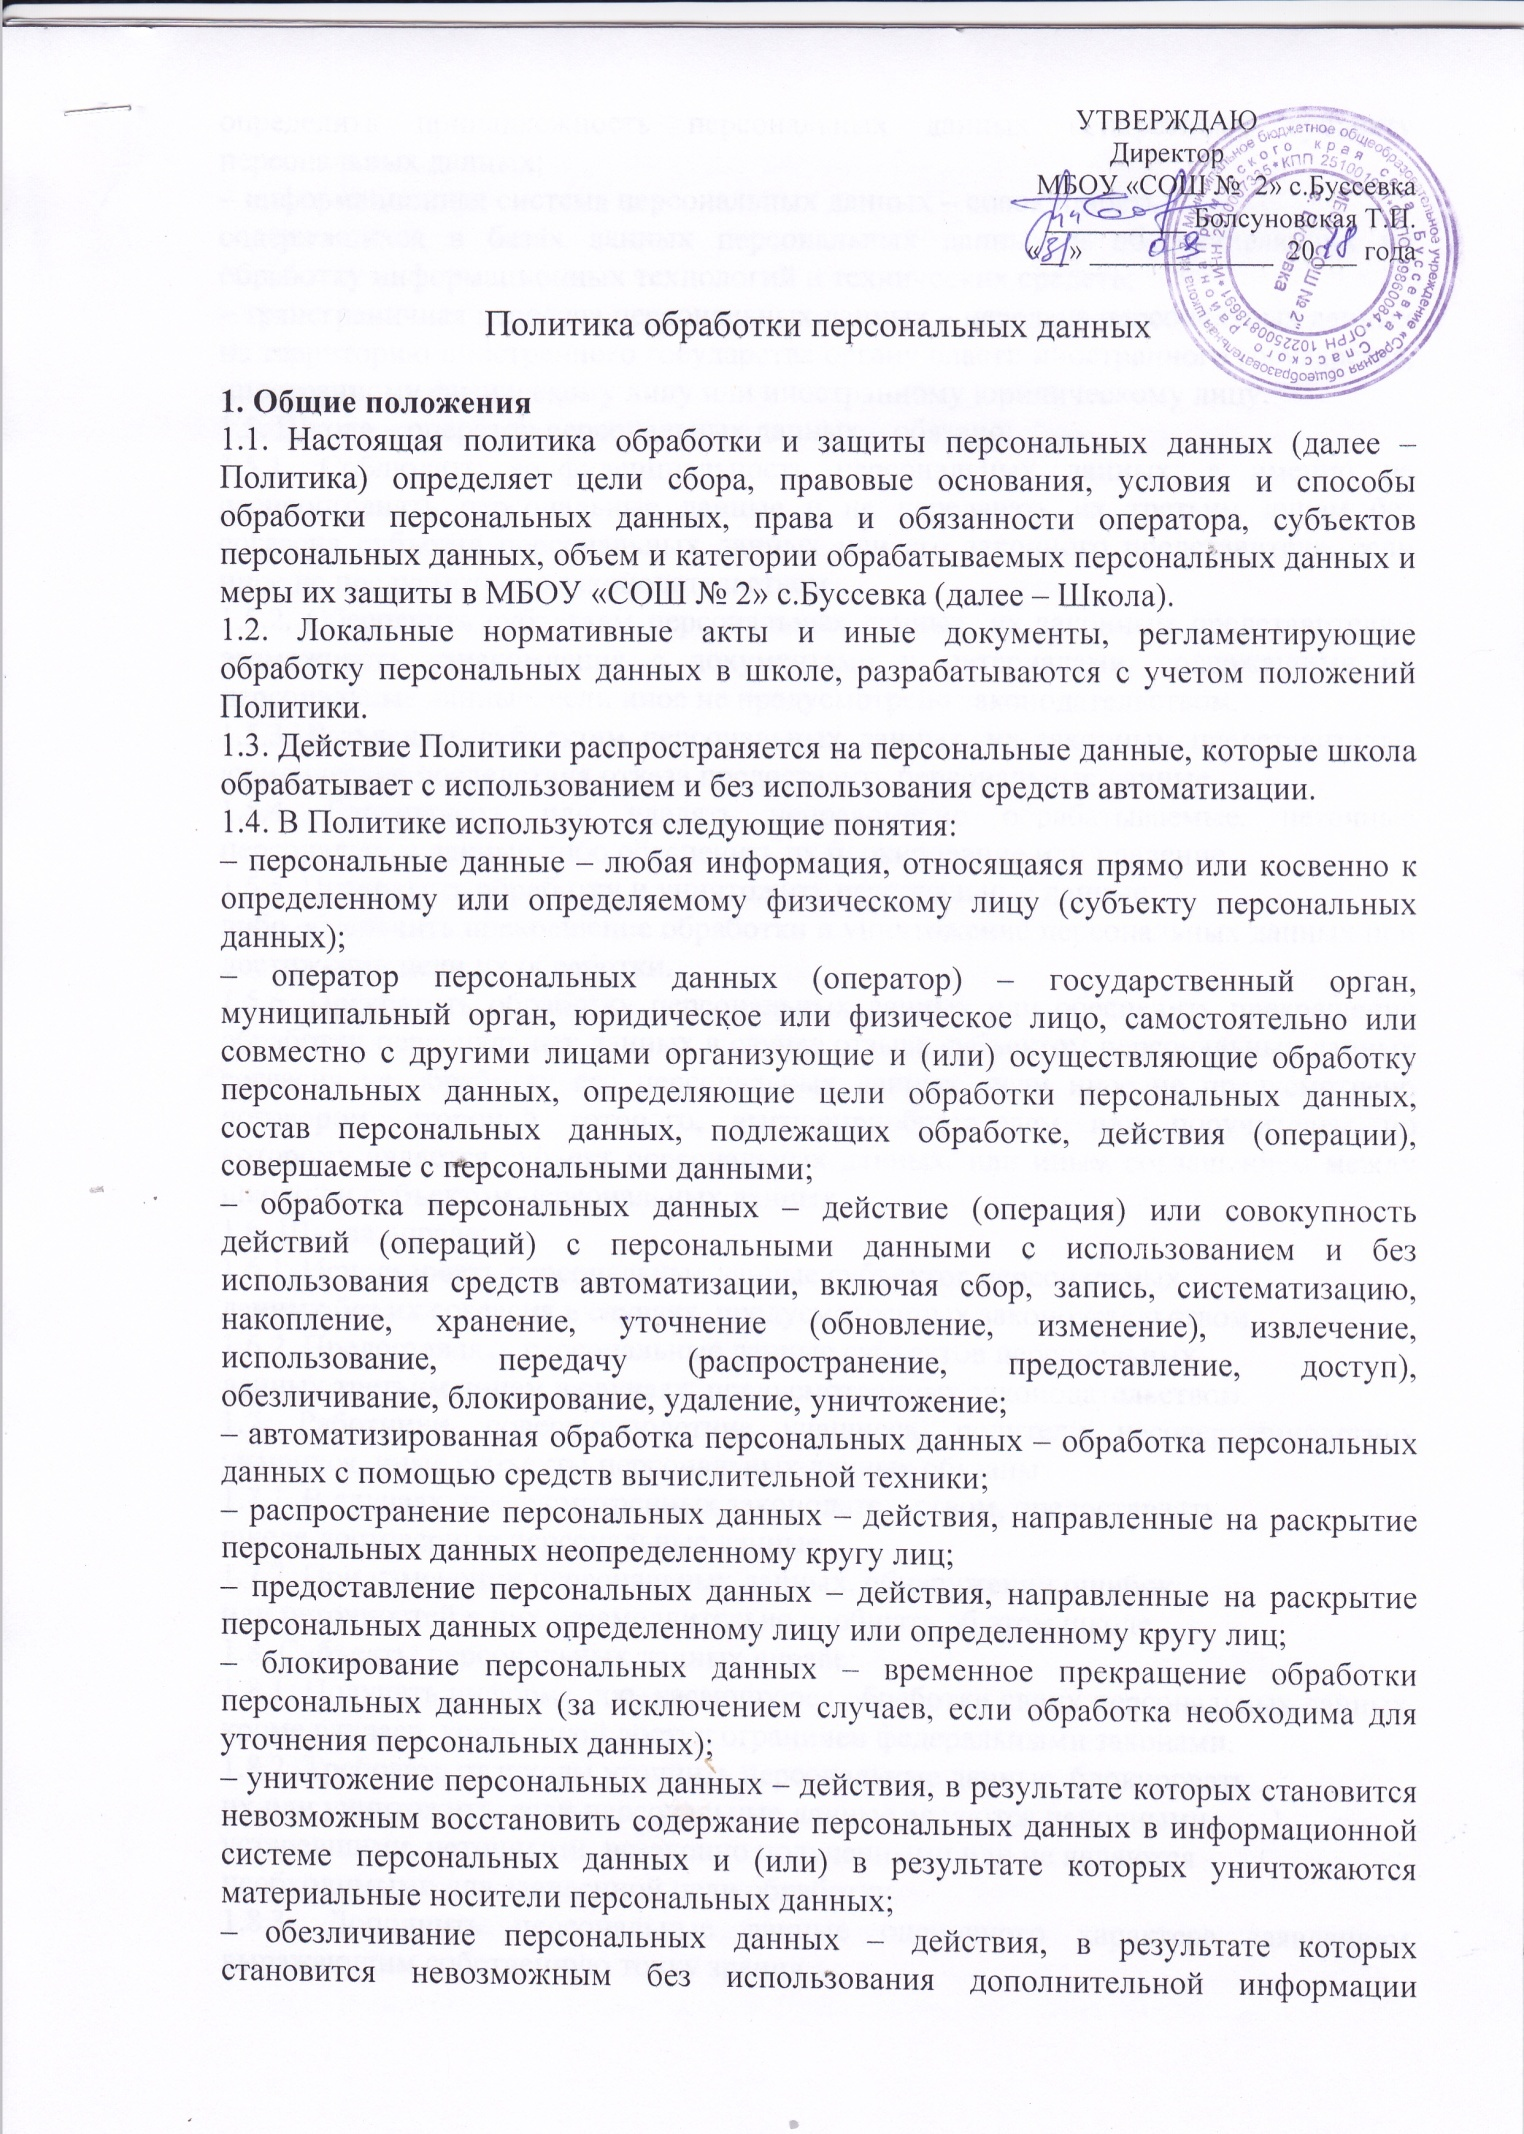 УТВЕРЖДАЮ
Директор
МБОУ «СОШ № 2» с.Буссевка
Болсуновская Т.П.
«31» 08 2018 года
Политика обработки персональных данных
1. Общие положения
1.1. Настоящая политика обработки и защиты персональных данных (далее –
Политика) определяет цели сбора, правовые основания, условия и способы
обработки персональных данных, права и обязанности оператора, субъектов
персональных данных, объем и категории обрабатываемых персональных данных и
меры их защиты в МБОУ «СОШ № 2» с.Буссевка (далее – Школа).
1.2. Локальные нормативные акты и иные документы, регламентирующие
обработку персональных данных в школе, разрабатываются с учетом положений
Политики.
1.3. Действие Политики распространяется на персональные данные, которые школа
обрабатывает с использованием и без использования средств автоматизации.
1.4. В Политике используются следующие понятия:
– персональные данные – любая информация, относящаяся прямо или косвенно к
определенному или определяемому физическому лицу (субъекту персональных
данных);
– оператор персональных данных (оператор) – государственный орган,
муниципальный орган, юридическое или физическое лицо, самостоятельно или
совместно с другими лицами организующие и (или) осуществляющие обработку
персональных данных, определяющие цели обработки персональных данных,
состав персональных данных, подлежащих обработке, действия (операции),
совершаемые с персональными данными;
– обработка персональных данных – действие (операция) или совокупность
действий (операций) с персональными данными с использованием и без
использования средств автоматизации, включая сбор, запись, систематизацию,
накопление, хранение, уточнение (обновление, изменение), извлечение,
использование, передачу (распространение, предоставление, доступ),
обезличивание, блокирование, удаление, уничтожение;
– автоматизированная обработка персональных данных – обработка персональных
данных с помощью средств вычислительной техники;
– распространение персональных данных – действия, направленные на раскрытие
персональных данных неопределенному кругу лиц;
– предоставление персональных данных – действия, направленные на раскрытие
персональных данных определенному лицу или определенному кругу лиц;
– блокирование персональных данных – временное прекращение обработки
персональных данных (за исключением случаев, если обработка необходима для
уточнения персональных данных);
– уничтожение персональных данных – действия, в результате которых становится
невозможным восстановить содержание персональных данных в информационной
системе персональных данных и (или) в результате которых уничтожаются
материальные носители персональных данных;
– обезличивание персональных данных – действия, в результате которых
становится невозможным без использования дополнительной информации